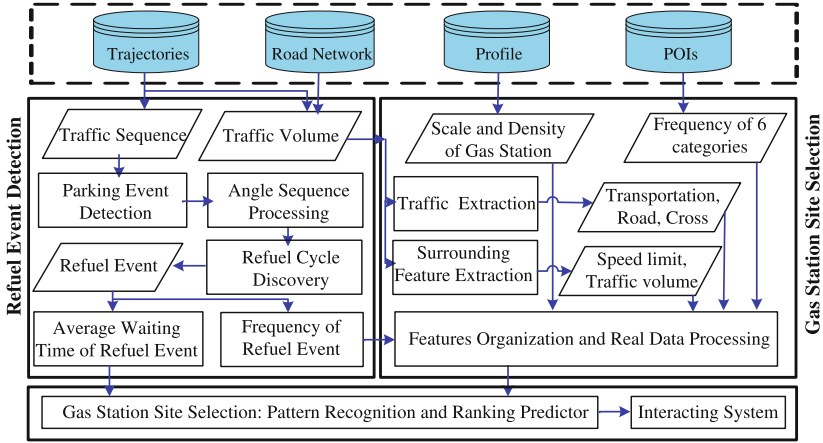 Trajectories
Road Network
Profile
POIs
Refuel Event Detection
Traffic Sequence
Traffic Volume
Parking Event
Detection
Angle Sequence
Processing
Refuel Event
Refuel Cycle
Discovery
Average Waiting
Time of Refuel Event
Frequency of
Refuel Event
Gas Station Site Selection
Scale and Density
of Gas Station
Frequency of 6
categories
Traffic Extraction
Transportation,
Road, Cross
Surrounding
Feature Extraction
Speed limit,
Traffic volume
Features Organization and Real Data Processing
Gas Station Site Selection: Pattern Recognition and Ranking Predictor
Interacting System